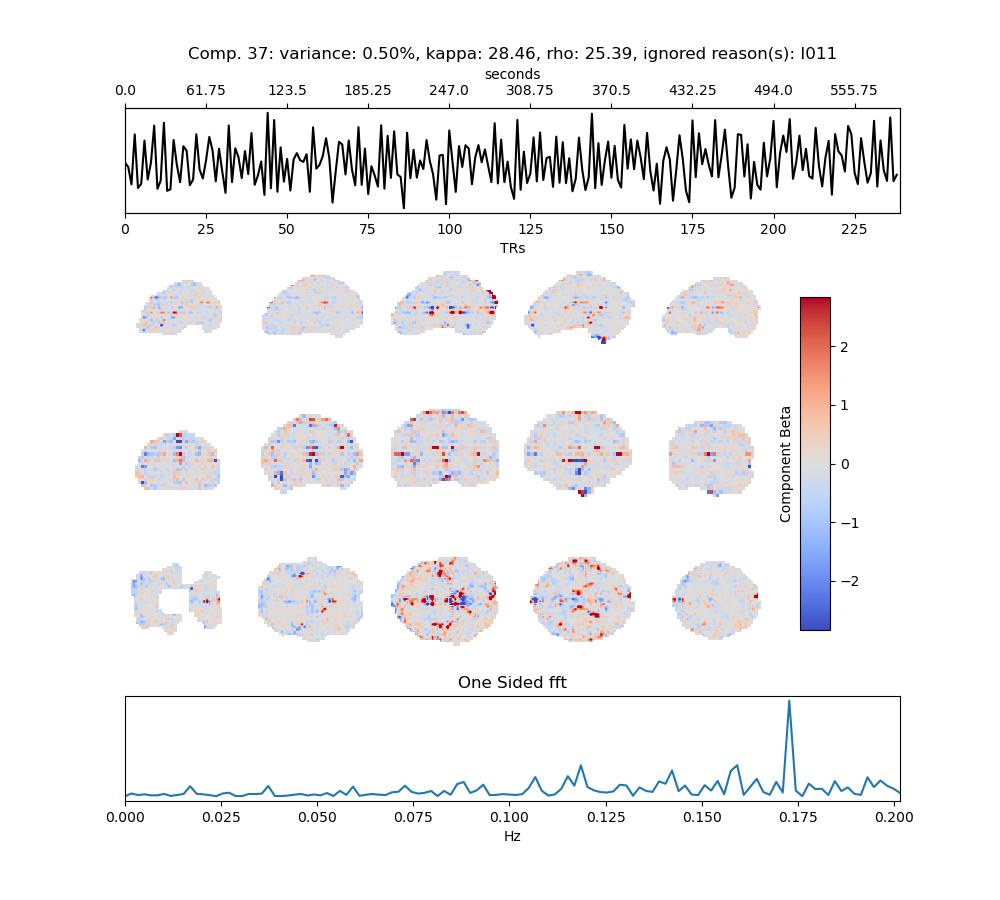 Comp. 37: variance: 0.50%, kappa: 28.46, rho: 25.39, ignored reason(s): I011
seconds
0.0 61.75 123.5 185.25 247.0 308.75 370.5 432.25 494.0 555.75
0 25 50 75 100 125 150 175 200 225
TRs
2
1
0
−1
−2
Component Beta
One Sided fft
0.000 0.025 0.050 0.075 0.100 0.125 0.150 0.175 0.200
Hz